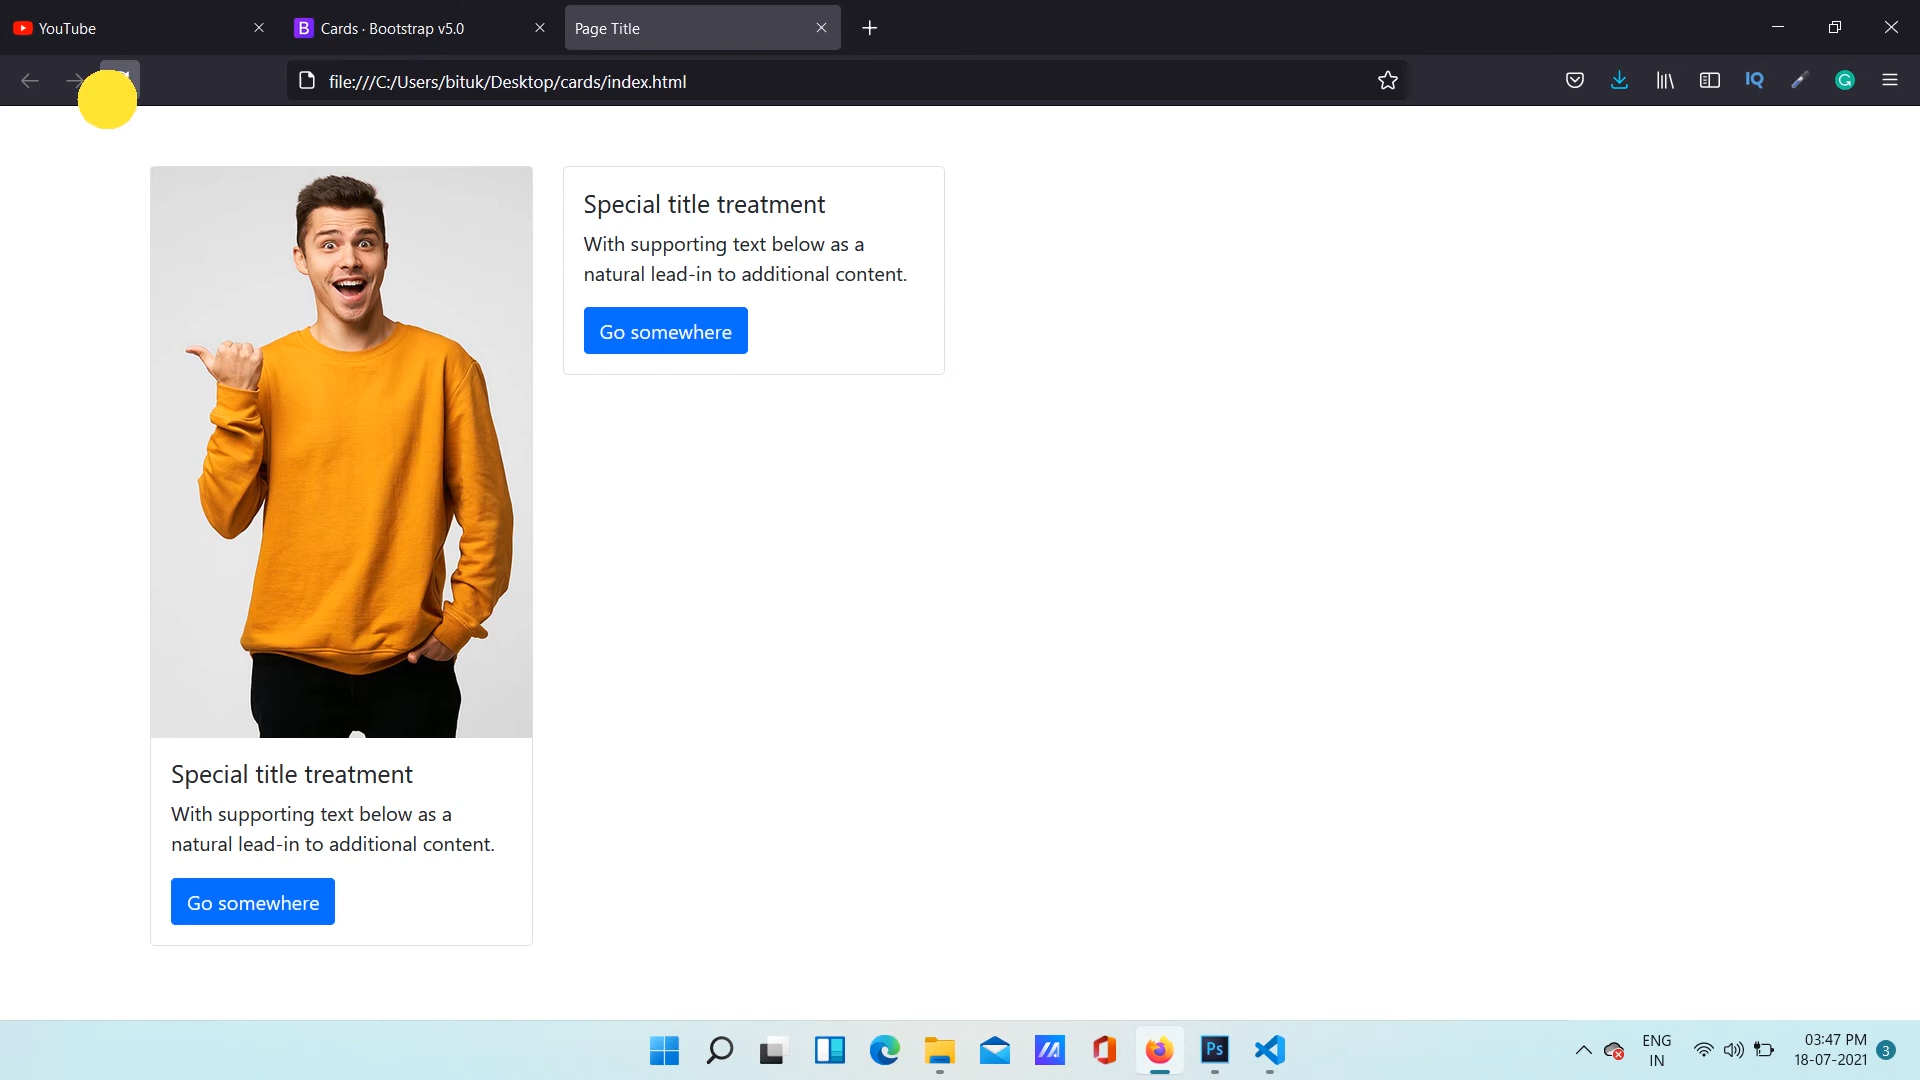 YouTube
B Cards · Bootstrap v5.0
Page Title
file:///C:/Users/bituk/Desktop/cards/index.html
IQ
G
Special title treatment
With supporting text below as a
natural lead-in to additional content.
Go somewhere
Special title treatment
With supporting text below as a
natural lead-in to additional content.
Go somewhere
Ps
ENG
IN
03:47 PM
18-07-2021
3